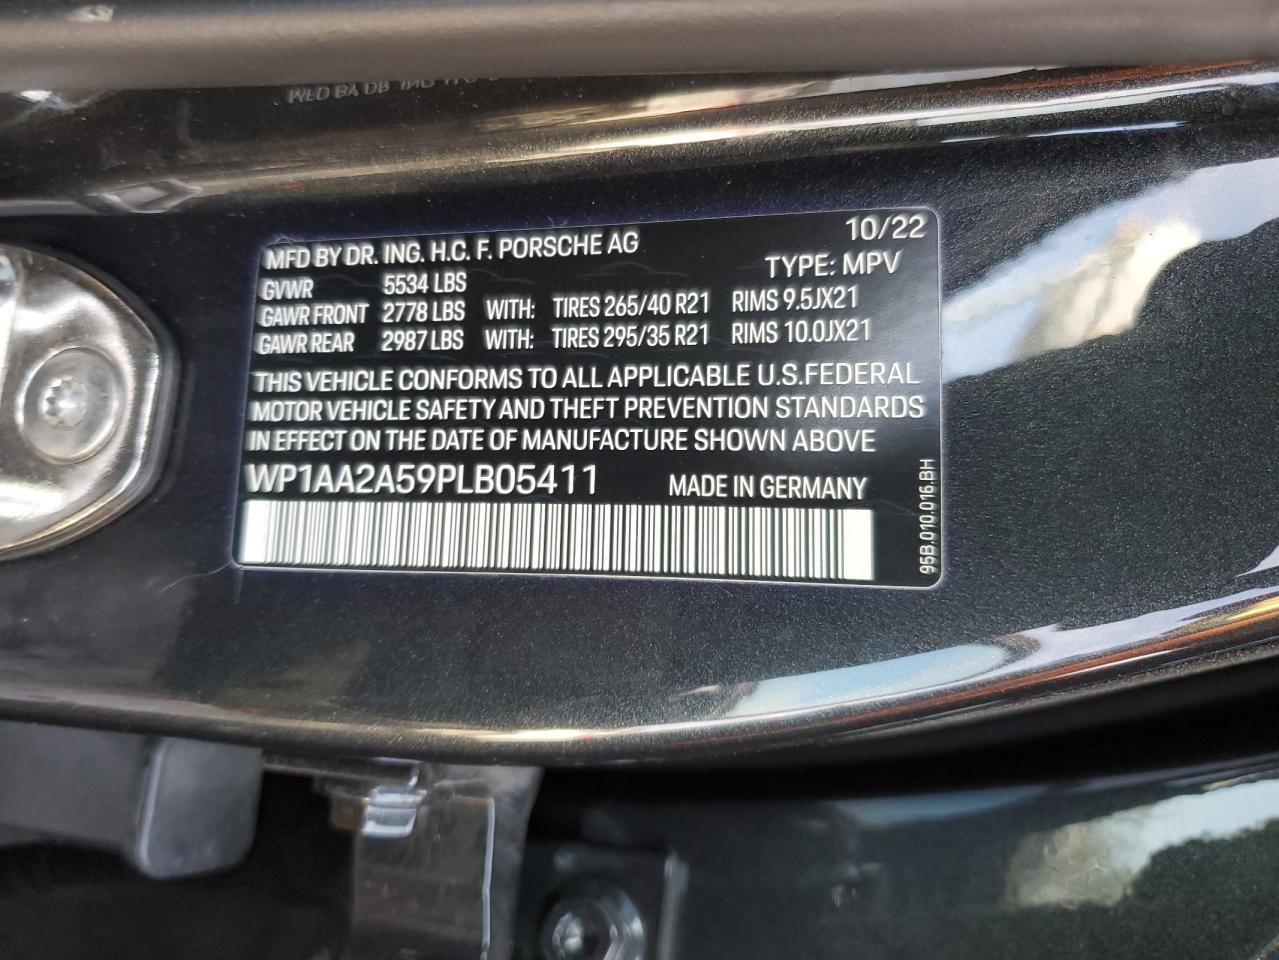 MFD BY DR. ING. H.C. F. PORSCHE AG 10/22
GVWR 5534 LBS TYPE: MPV
GAWR FRONT 2778 LBS WITH: TIRES 265/40 R21 RIMS 9.5JX21
GAWR REAR 2987 LBS WITH: TIRES 295/35 R21 RIMS 10.0JX21
THIS VEHICLE CONFORMS TO ALL APPLICABLE U.S.FEDERAL
MOTOR VEHICLE SAFETY AND THEFT PREVENTION STANDARDS
IN EFFECT ON THE DATE OF MANUFACTURE SHOWN ABOVE
WP1AA2A59PLB05411 MADE IN GERMANY
95B.010.016.BH